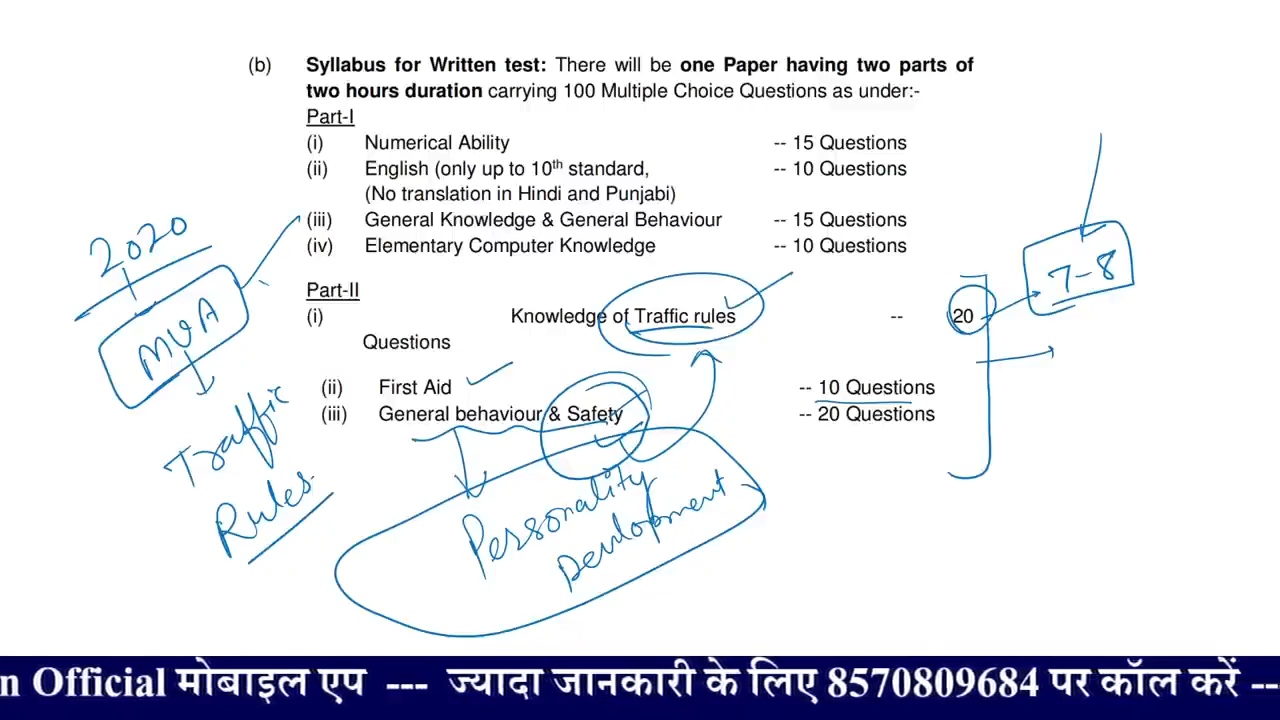 (b) Syllabus for Written test: There will be one Paper having two parts of
two hours duration carrying 100 Multiple Choice Questions as under:-
Part-I
(i) Numerical Ability -- 15 Questions
(ii) English (only up to 10th standard, -- 10 Questions
(No translation in Hindi and Punjabi)
(iii) General Knowledge & General Behaviour -- 15 Questions
(iv) Elementary Computer Knowledge -- 10 Questions
2020
7-8
Part-II
(i) Knowledge of Traffic rules -- 20
Questions
MVA
(ii) First Aid -- 10 Questions
(iii) General behaviour & Safety -- 20 Questions
Traffic
Rules.
Personality
Development
n Official मोबाइल एप --- ज्यादा जानकारी के लिए 8570809684 पर कॉल करें --